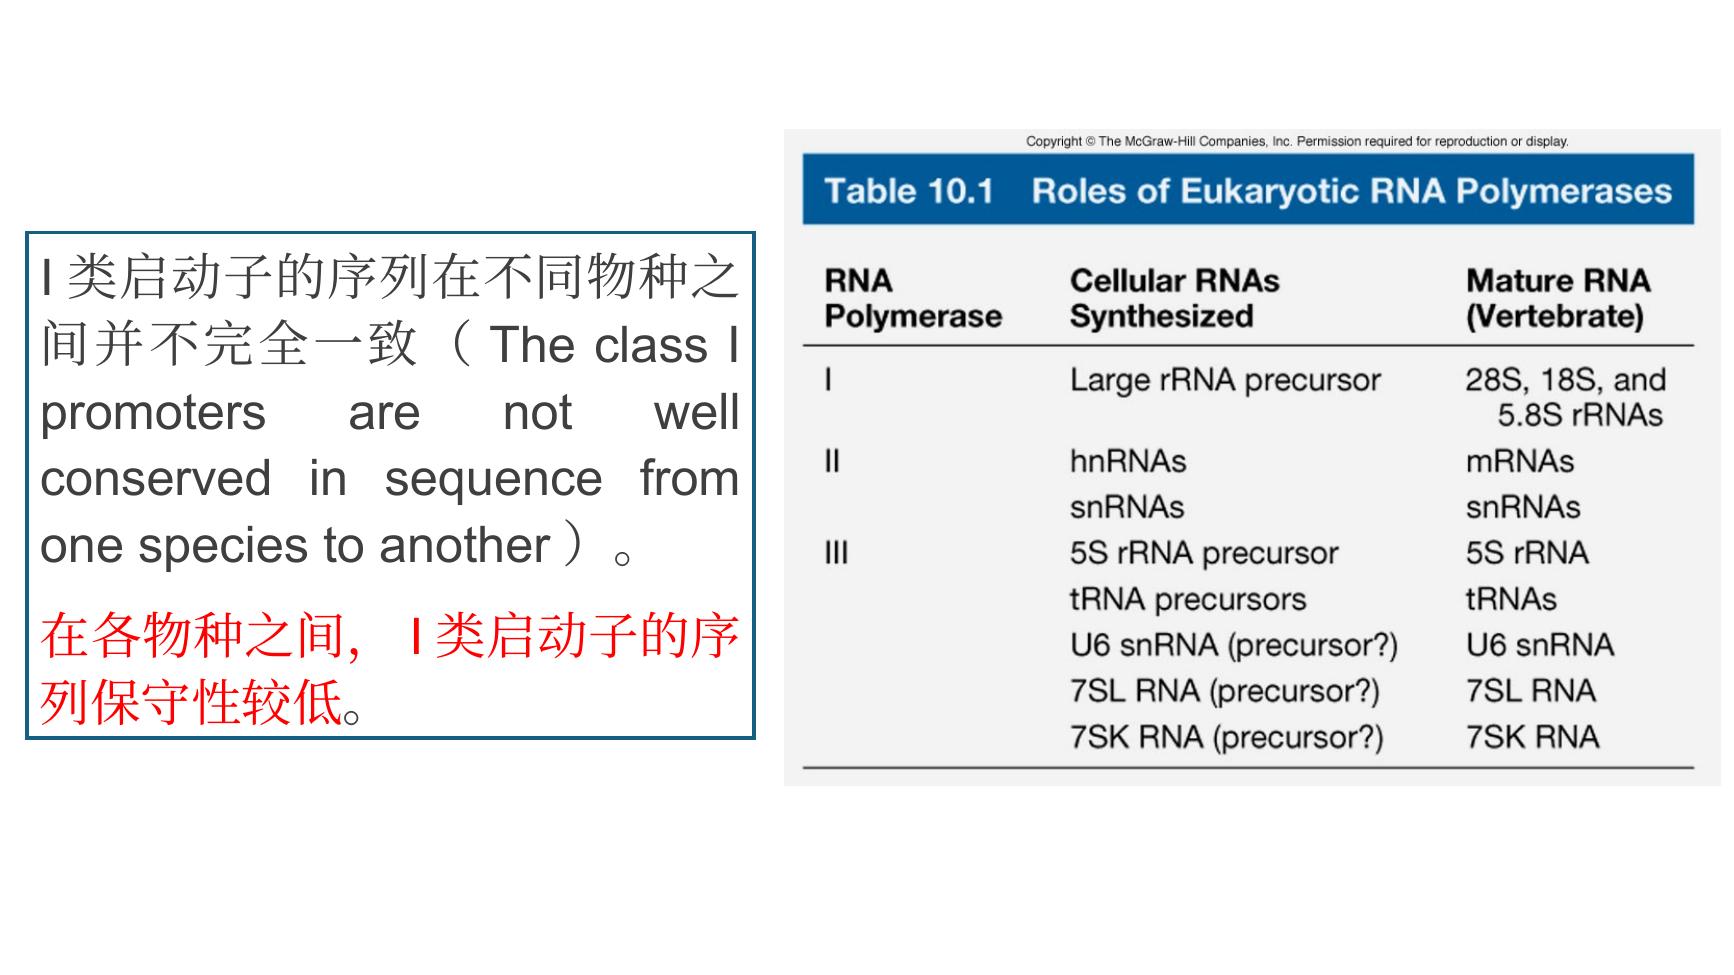 I 类启动子的序列在不同物种之
间并不完全一致（ The class I
promoters are not well
conserved in sequence from
one species to another ）。
在各物种之间， I 类启动子的序
列保守性较低。
Copyright © The McGraw-Hill Companies, Inc. Permission required for reproduction or display.
Table 10.1 Roles of Eukaryotic RNA Polymerases
RNA Polymerase Cellular RNAs Synthesized Mature RNA (Vertebrate)
I Large rRNA precursor 28S, 18S, and
5.8S rRNAs
II hnRNAs mRNAs
snRNAs snRNAs
III 5S rRNA precursor 5S rRNA
tRNA precursors tRNAs
U6 snRNA (precursor?) U6 snRNA
7SL RNA (precursor?) 7SL RNA
7SK RNA (precursor?) 7SK RNA